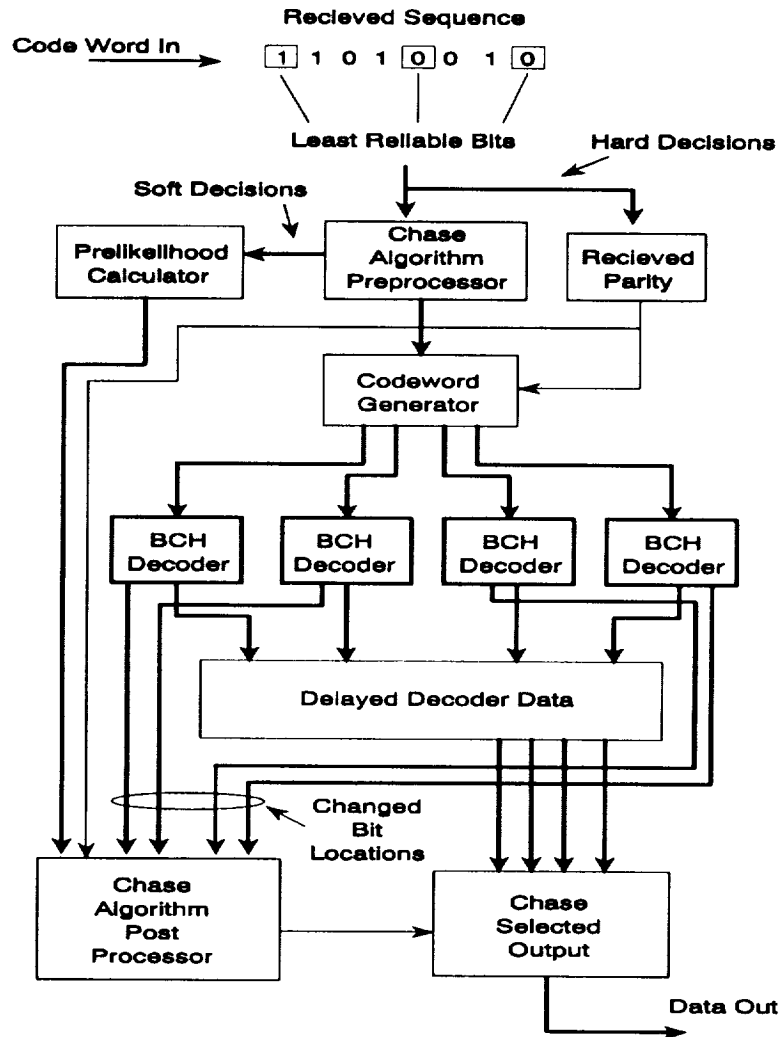 Recieved Sequence
Code Word In
1 1 0 1 0 0 1 0
Least Reliable Bits
Hard Decisions
Soft Decisions
Prelikelihood
Calculator
Chase
Algorithm
Preprocessor
Recieved
Parity
Codeword
Generator
BCH
Decoder
BCH
Decoder
BCH
Decoder
BCH
Decoder
Delayed Decoder Data
Changed
Bit
Locations
Chase
Algorithm
Post
Processor
Chase
Selected
Output
Data Out